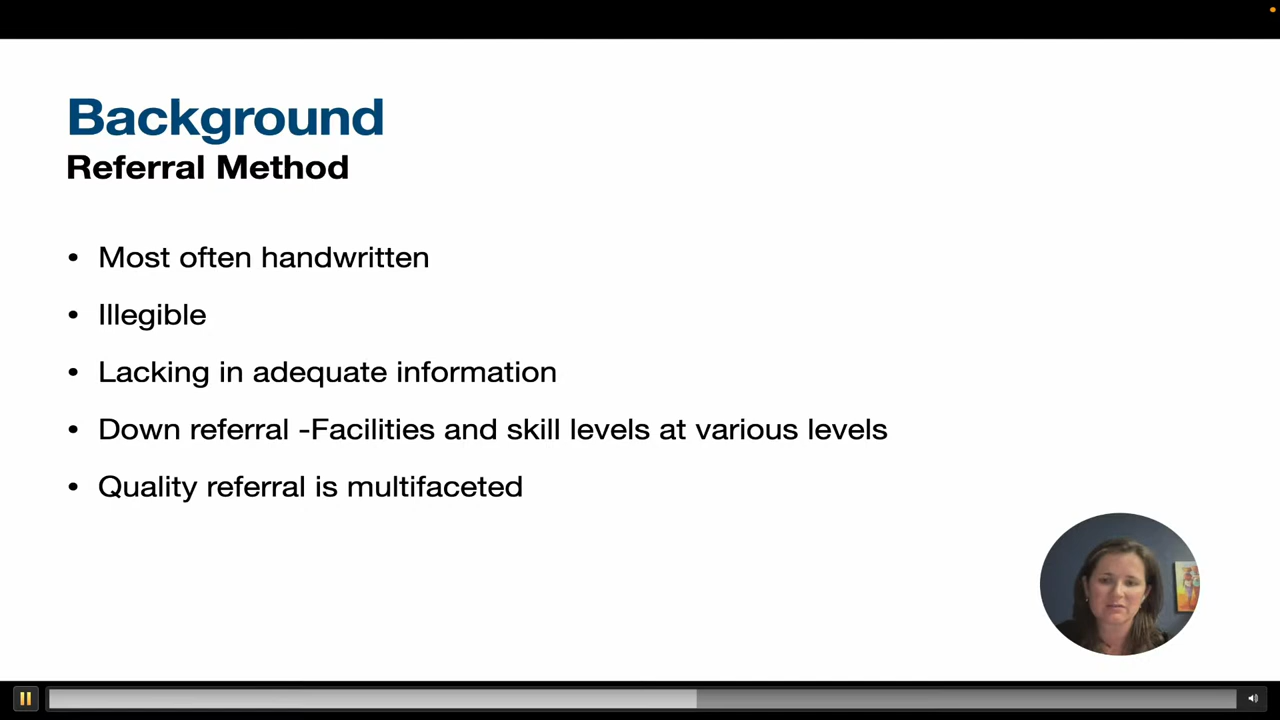 Background
Referral Method
• Most often handwritten
• Illegible
• Lacking in adequate information
• Down referral -Facilities and skill levels at various levels
• Quality referral is multifaceted